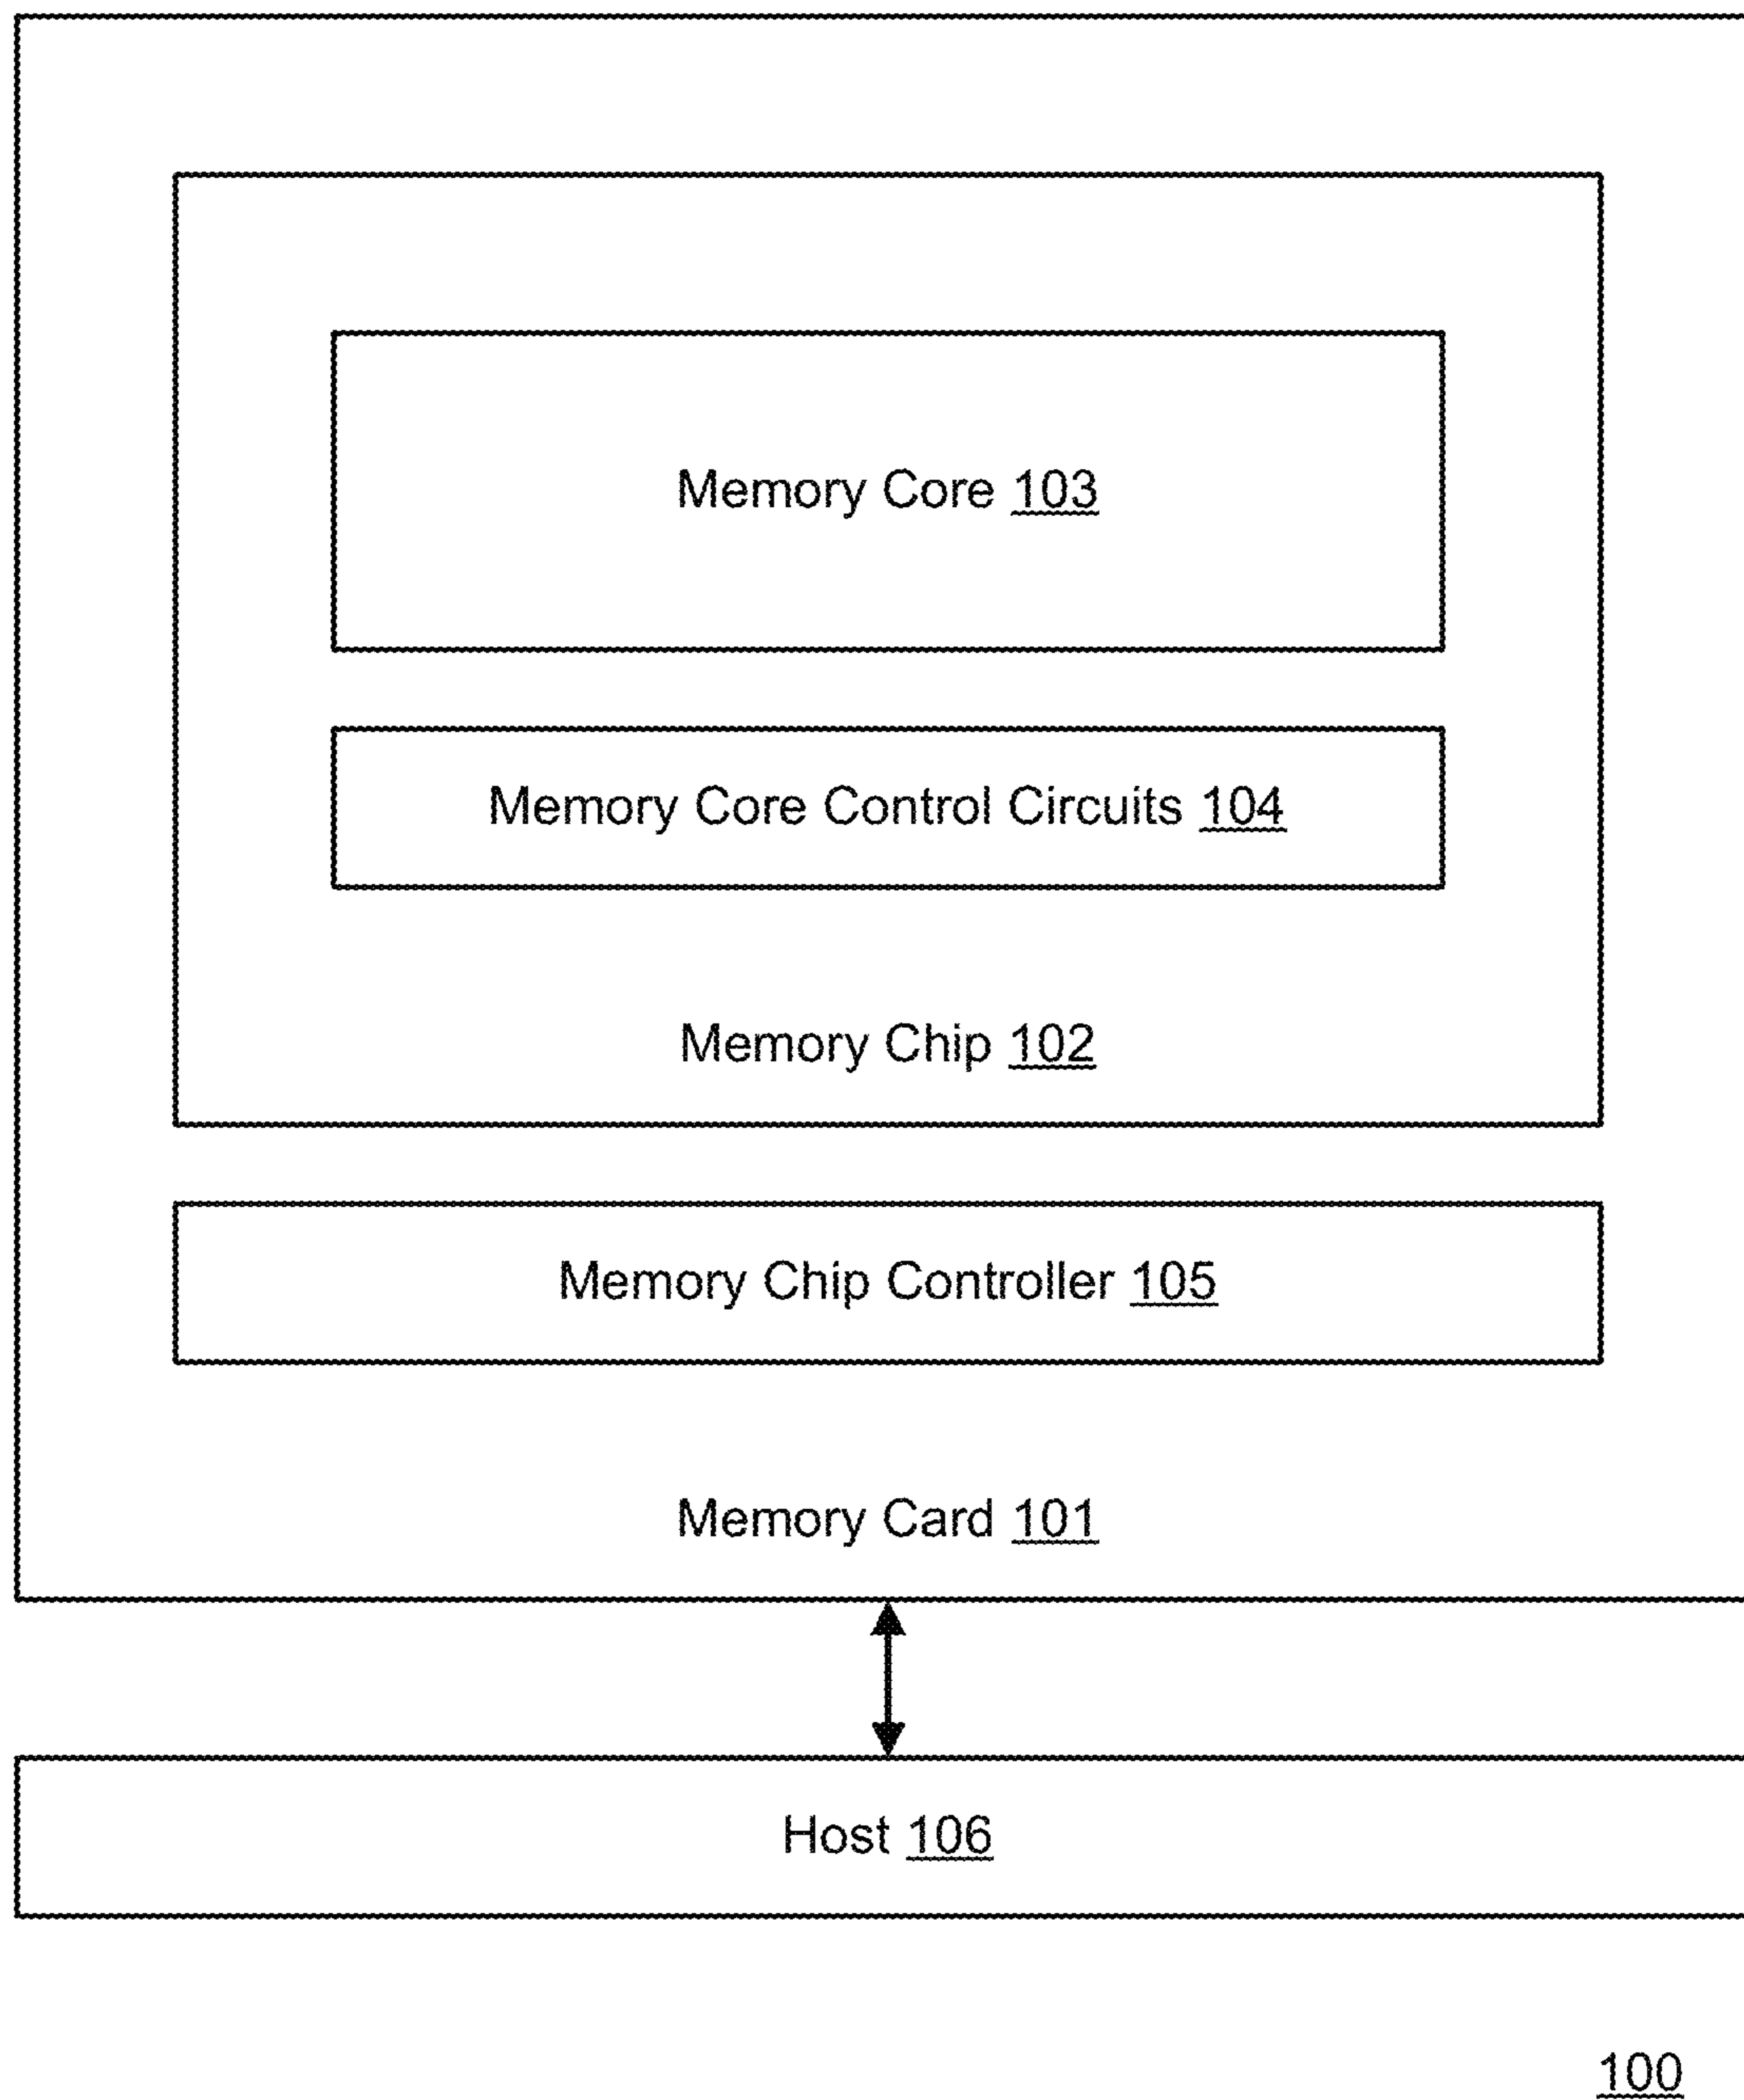 Memory Core 103
Memory Core Control Circuits 104
Memory Chip 102
Memory Chip Controller 105
Memory Card 101
Host 106
100